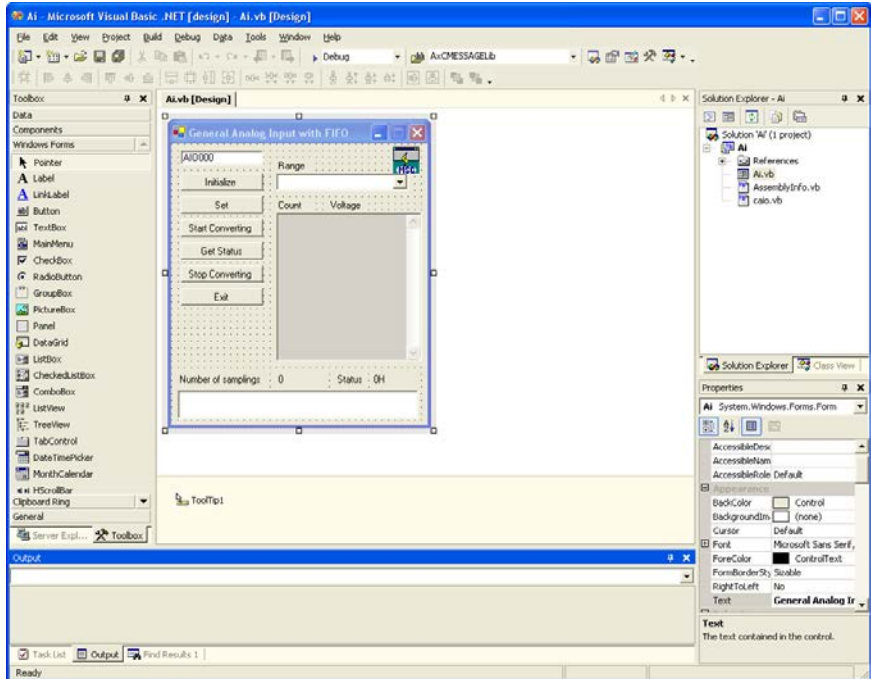 Ai - Microsoft Visual Basic .NET [design] - Ai.vb [Design]
File Edit View Project Build Debug Data Tools Window Help
Debug AxCMESSAGELib
Toolbox
Data
Components
Windows Forms
Pointer
Label
LinkLabel
Button
TextBox
MainMenu
CheckBox
RadioButton
GroupBox
PictureBox
Panel
DataGrid
ListBox
CheckedListBox
ComboBox
ListView
TreeView
TabControl
DateTimePicker
MonthCalendar
HScrollBar
Clipboard Ring
General
Server Expl... Toolbox
Ai.vb [Design]
General Analog Input with FIFO
AIO000
Range
Initialize
Set
Count Voltage
Start Converting
Get Status
Stop Converting
Exit
Number of samplings 0 Status 0H
ToolTip1
Solution Explorer - Ai
Solution 'Ai' (1 project)
Ai
References
Ai.vb
AssemblyInfo.vb
caio.vb
Solution Explorer Class View
Properties
Ai System.Windows.Forms.Form
AccessibleDesc
AccessibleNam
AccessibleRole Default
Appearance
BackColor Control
BackgroundIm (none)
Cursor Default
Font Microsoft Sans Serif,
ForeColor ControlText
FormBorderSty Sizable
RightToLeft No
Text General Analog Ir
Text
The text contained in the control.
Output
Task List Output Find Results 1
Ready